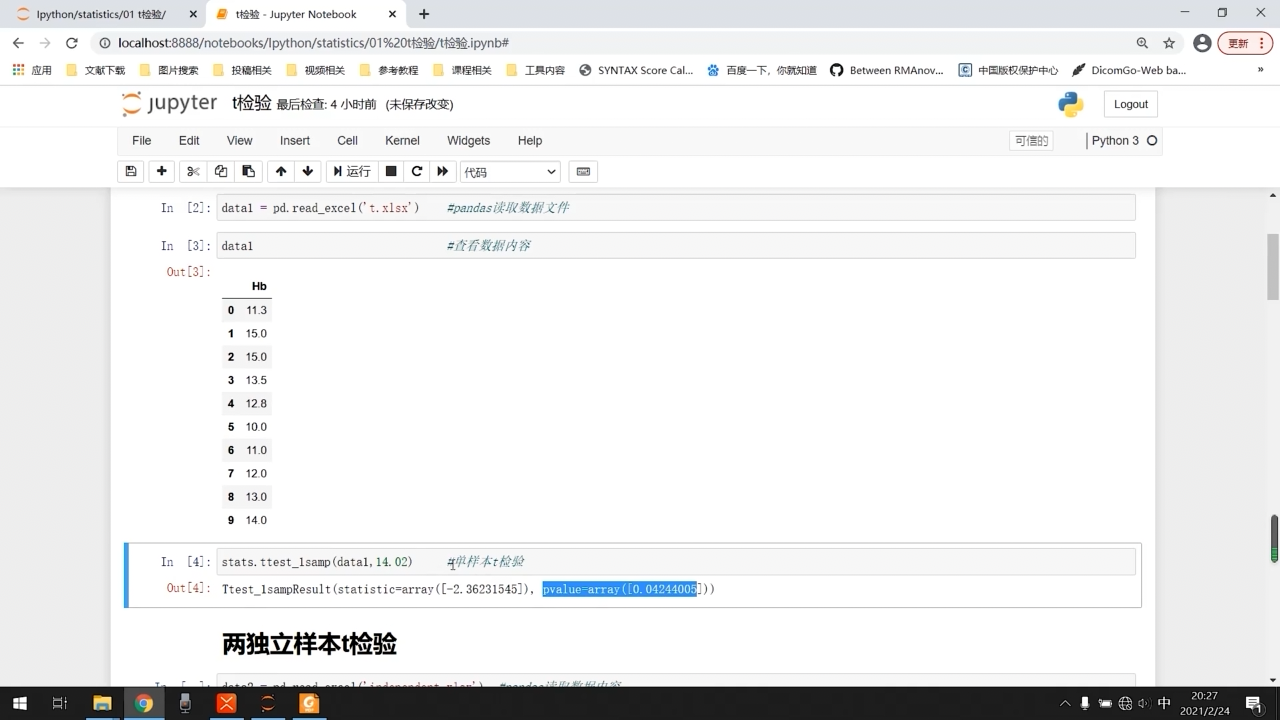 Ipython/statistics/01 t检验/
t检验 - Jupyter Notebook
localhost:8888/notebooks/Ipython/statistics/01%20t检验/t检验.ipynb#
更新
应用 文献下载 图片搜索 投稿相关 视频相关 参考教程 课程相关 工具内容 SYNTAX Score Cal... 百度一下，你就知道 Between RMAnov... 中国版权保护中心 DicomGo-Web ba... »
jupyter t检验 最后检查: 4 小时前 (未保存改变) Logout
File Edit View Insert Cell Kernel Widgets Help 可信的 Python 3
运行 代码
In [2]: data1 = pd.read_excel('t.xlsx') #pandas读取数据文件
In [3]: data1 #查看数据内容
Out[3]:
Hb
0 11.3
1 15.0
2 15.0
3 13.5
4 12.8
5 10.0
6 11.0
7 12.0
8 13.0
9 14.0
In [4]: stats.ttest_1samp(data1,14.02) #单样本t检验
Out[4]: Ttest_1sampResult(statistic=array([-2.36231545]), pvalue=array([0.04244005]))
两独立样本t检验
data2 = pd.read_excel('independent.xlsx') #pandas读取数据内容
中 20:27
2021/2/24